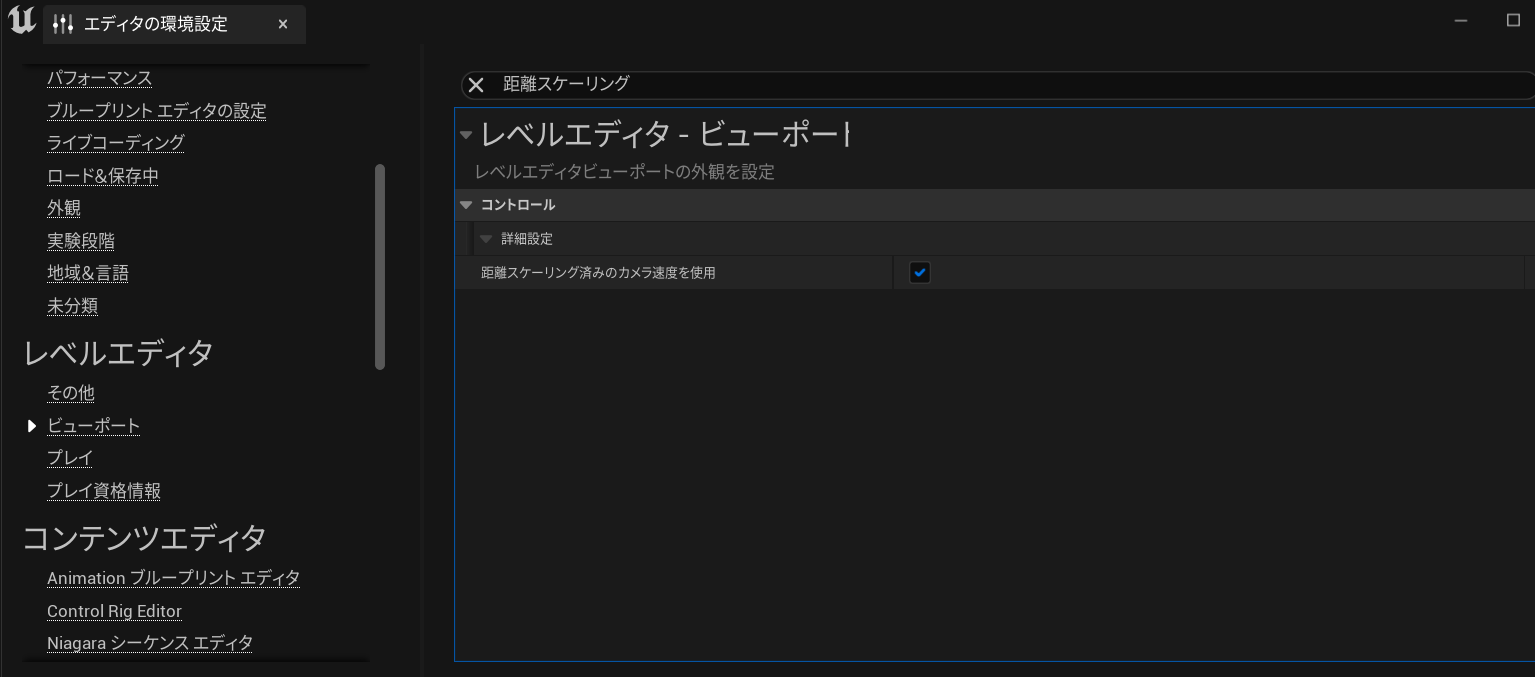 エディタの環境設定
パフォーマンス
ブループリント エディタの設定
ライブコーディング
ロード&保存中
外観
実験段階
地域&言語
未分類
レベルエディタ
その他
ビューポート
プレイ
プレイ資格情報
コンテンツエディタ
Animation ブループリント エディタ
Control Rig Editor
Niagara シーケンス エディタ
距離スケーリング
レベルエディタ - ビューポート
レベルエディタビューポートの外観を設定
コントロール
詳細設定
距離スケーリング済みのカメラ速度を使用